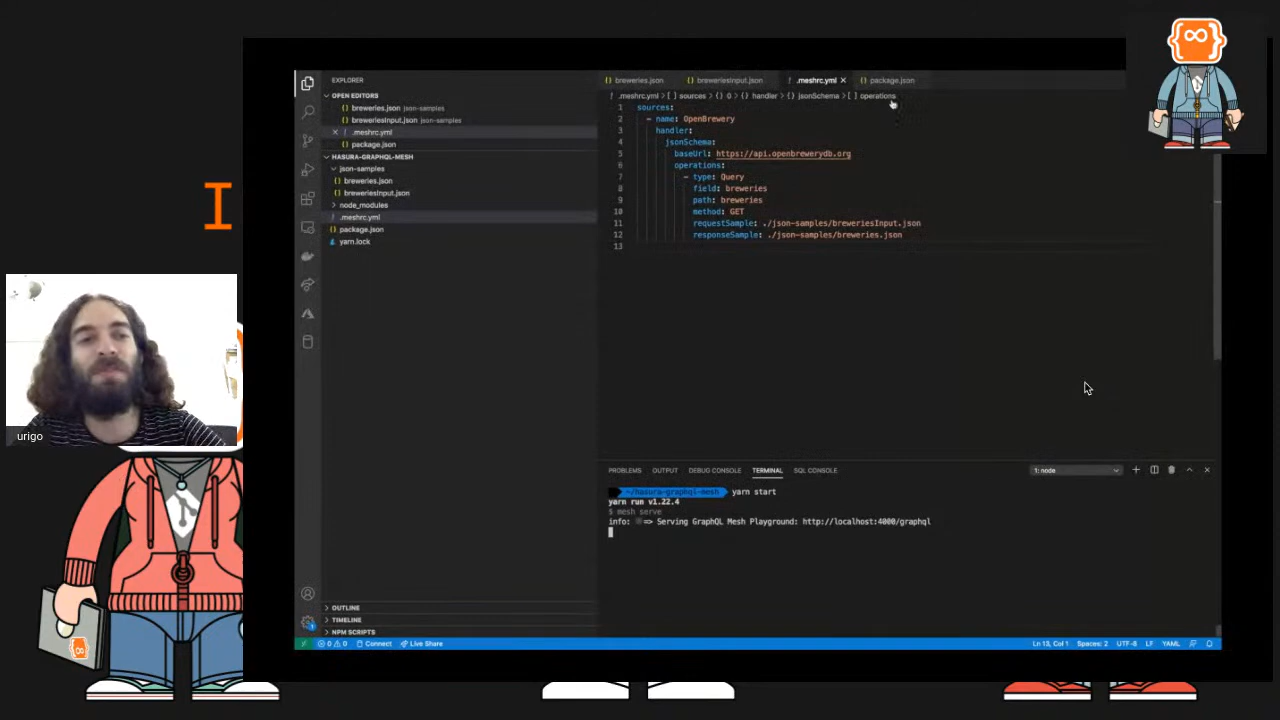 I
urigo
EXPLORER
OPEN EDITORS
breweries.json json-samples
breweriesInput.json json-samples
.meshrc.yml
package.json
HASURA-GRAPHQL-MESH
json-samples
breweries.json
breweriesInput.json
node_modules
.meshrc.yml
package.json
yarn.lock
OUTLINE
TIMELINE
NPM SCRIPTS
breweries.json breweriesInput.json .meshrc.yml package.json
.meshrc.yml > [ ] sources > {} 0 > {} handler > {} jsonSchema > [ ] operations
1 sources:
2 - name: OpenBrewery
3 handler:
4 jsonSchema:
5 baseUrl: https://api.openbrewerydb.org
6 operations:
7 - type: Query
8 field: breweries
9 path: breweries
10 method: GET
11 requestSample: ./json-samples/breweriesInput.json
12 responseSample: ./json-samples/breweries.json
13
PROBLEMS OUTPUT DEBUG CONSOLE TERMINAL SQL CONSOLE 1: node
~/hasura-graphql-mesh yarn start
yarn run v1.22.4
$ mesh serve
info: => Serving GraphQL Mesh Playground: http://localhost:4000/graphql
0 0 Connect Live Share Ln 13, Col 1 Spaces: 2 UTF-8 LF YAML